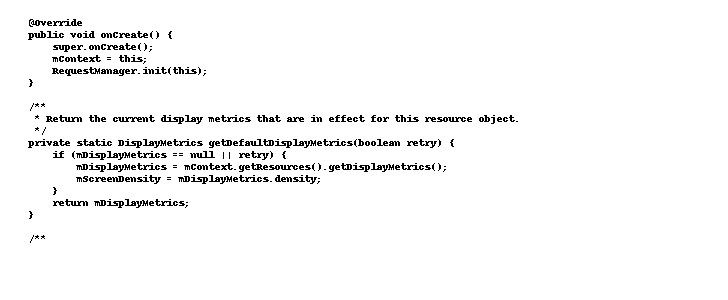 @Override
public void onCreate() {
    super.onCreate();
    mContext = this;
    RequestManager.init(this);
}

/**
 * Return the current display metrics that are in effect for this resource object.
 */
private static DisplayMetrics getDefaultDisplayMetrics(boolean retry) {
    if (mDisplayMetrics == null || retry) {
        mDisplayMetrics = mContext.getResources().getDisplayMetrics();
        mScreenDensity = mDisplayMetrics.density;
    }
    return mDisplayMetrics;
}

/**